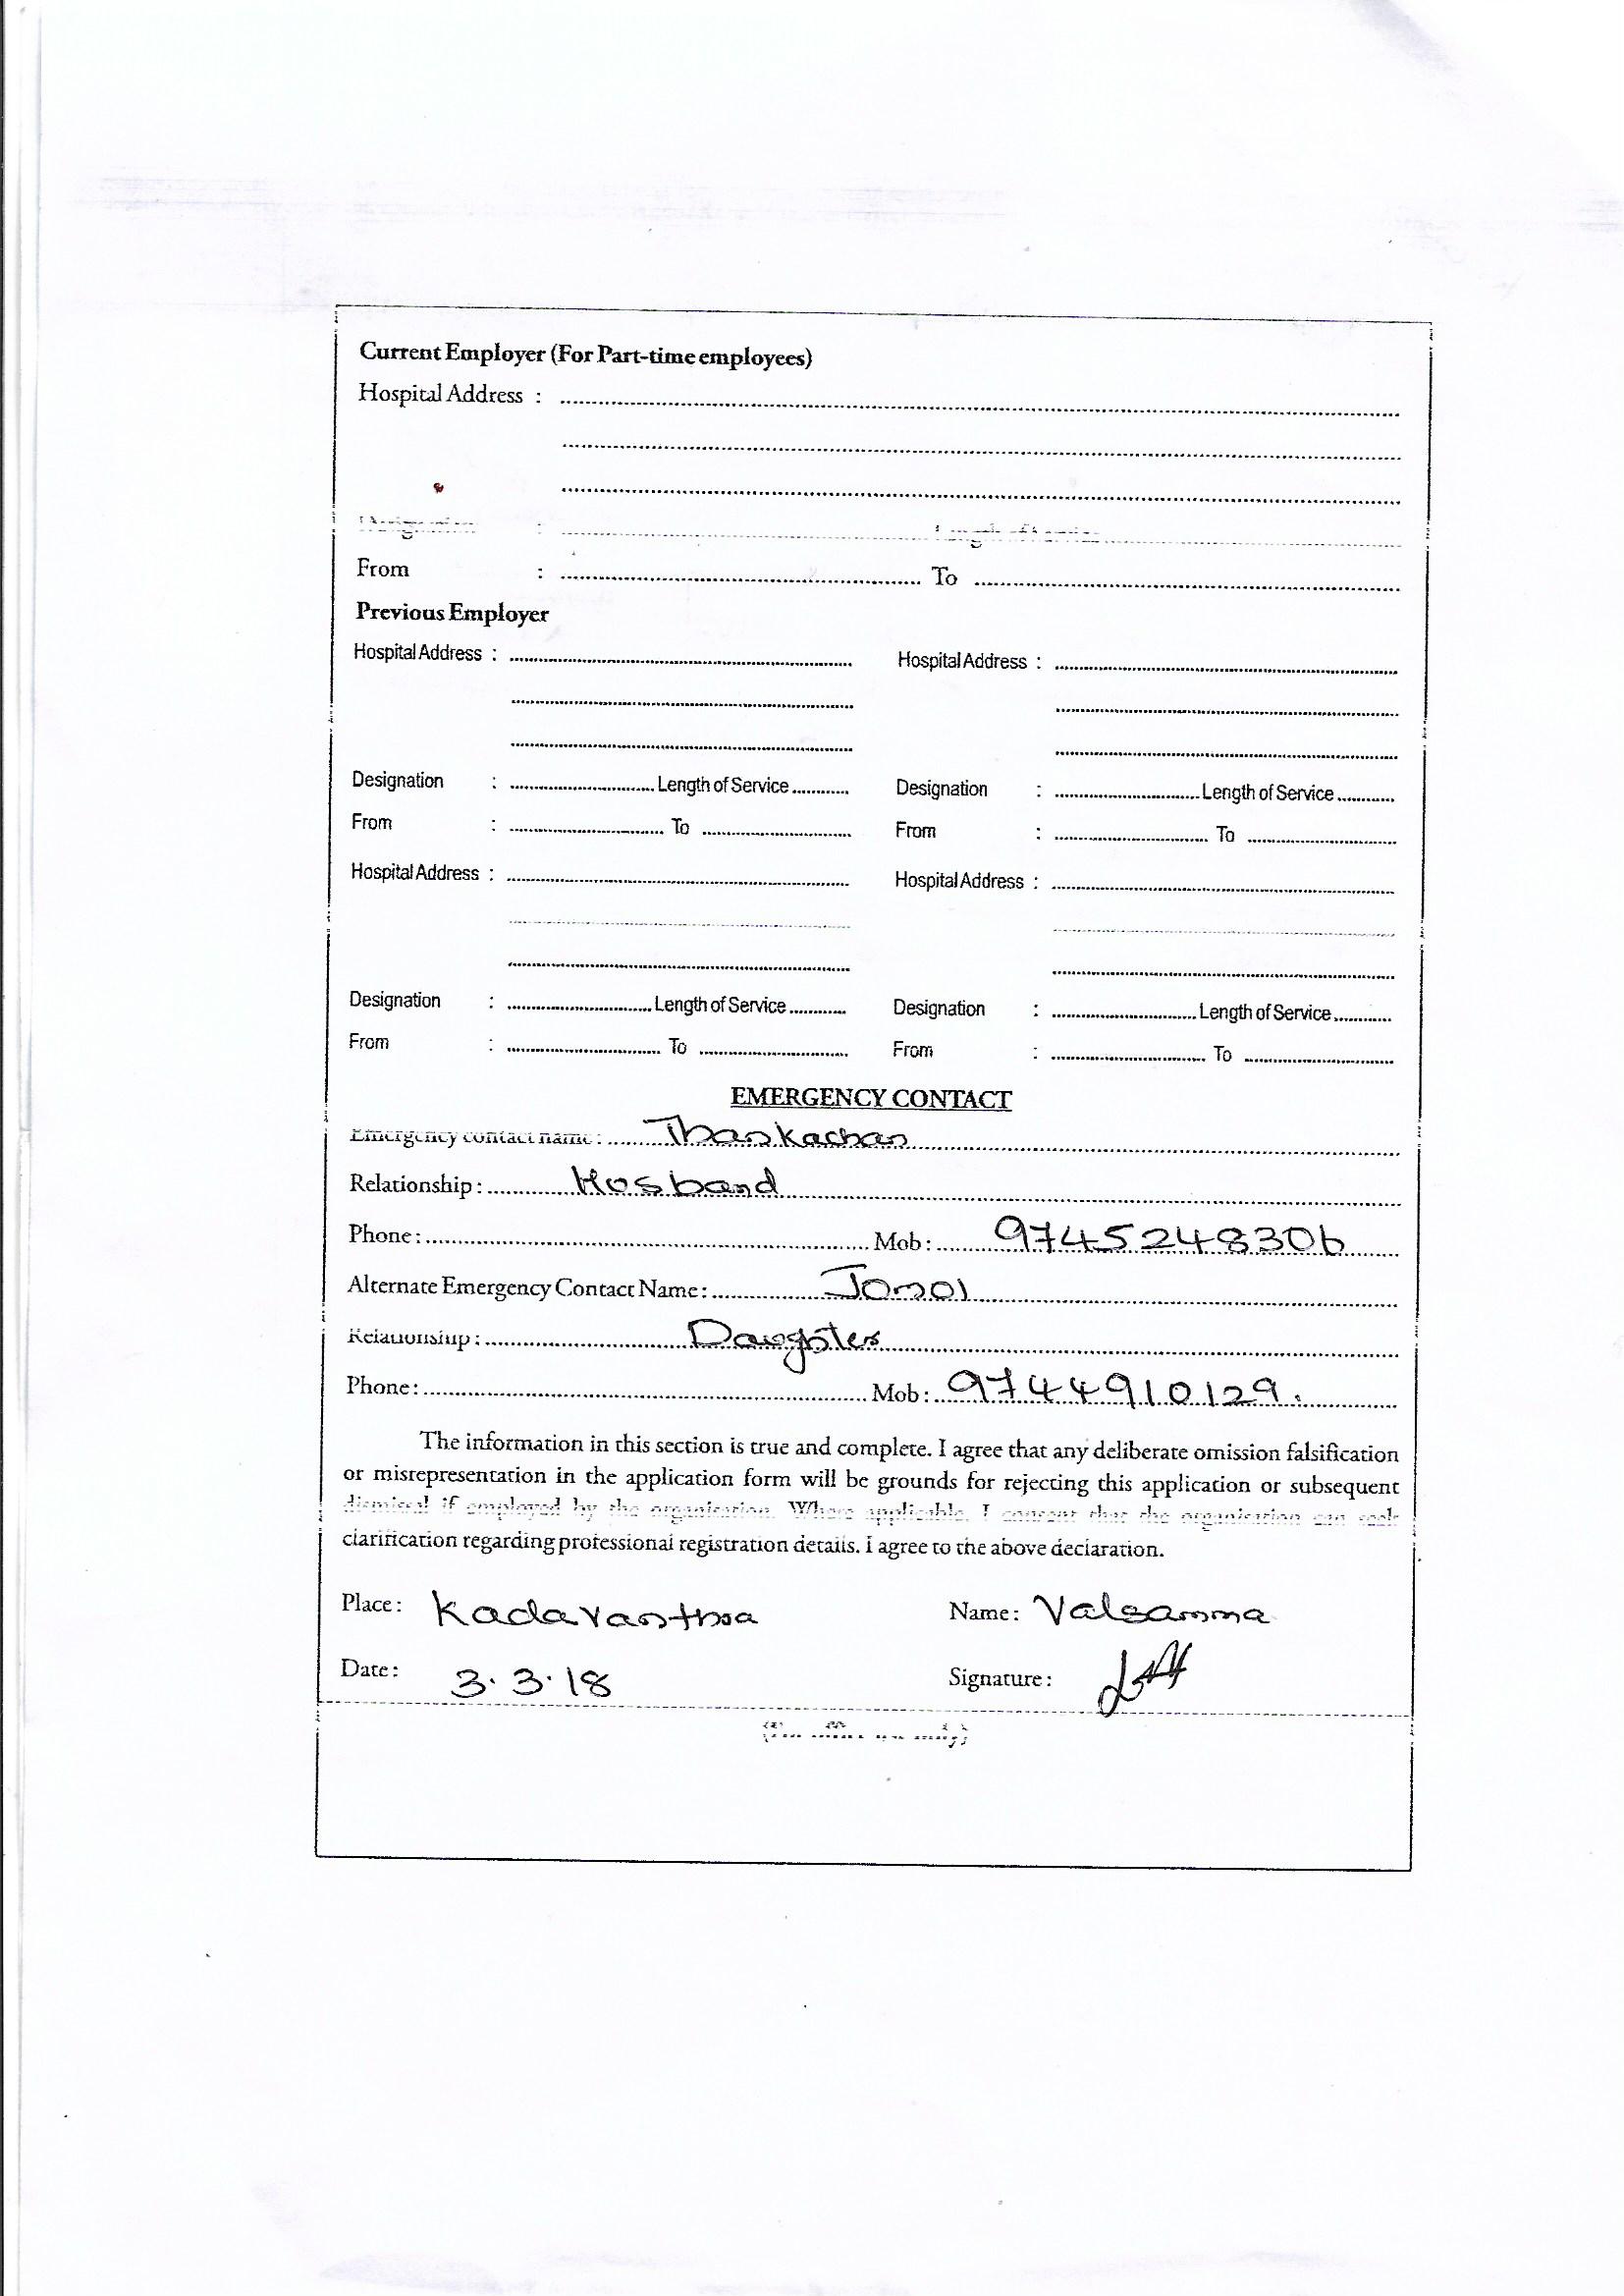 Current Employer (For Part-time employees)
Hospital Address :
Designation : Length of Service
From : To
Previous Employer
Hospital Address : Hospital Address :
Designation : Length of Service Designation : Length of Service
From : To From : To
Hospital Address : Hospital Address :
Designation : Length of Service Designation : Length of Service
From : To From : To
EMERGENCY CONTACT
Emergency contact name : Thankachan
Relationship : Husband
Phone : Mob : 9745248306
Alternate Emergency Contact Name : Jomol
Relationship : Daughter
Phone : Mob : 9744910129.
The information in this section is true and complete. I agree that any deliberate omission falsification
or misrepresentation in the application form will be grounds for rejecting this application or subsequent
dismissal if employed by the organisation. Where applicable, I consent that the organisation can seek
clarification regarding professional registration details. I agree to the above declaration.
Place : Kadavanthra Name : Valsamma
Date : 3.3.18 Signature :
(For office use only)